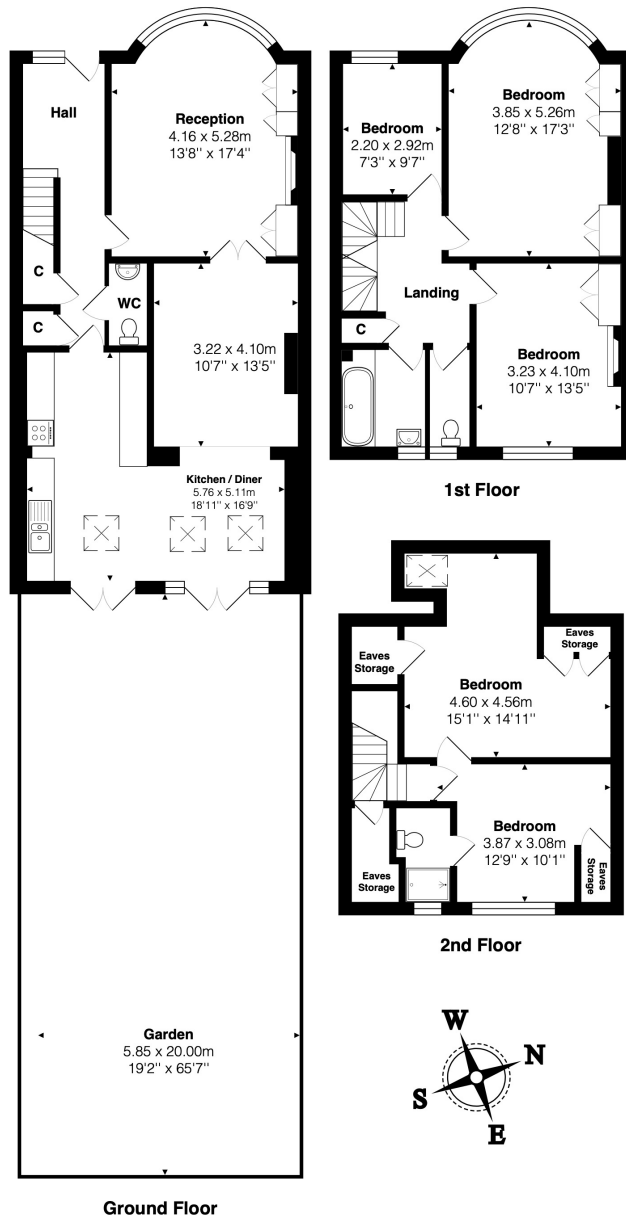 Hall
Reception
4.16 x 5.28m
13'8'' x 17'4''
C
WC
C
3.22 x 4.10m
10'7'' x 13'5''
Kitchen / Diner
5.76 x 5.11m
18'11'' x 16'9''
Garden
5.85 x 20.00m
19'2'' x 65'7''
Ground Floor
Bedroom
3.85 x 5.26m
12'8'' x 17'3''
Bedroom
2.20 x 2.92m
7'3'' x 9'7''
Landing
C
Bedroom
3.23 x 4.10m
10'7'' x 13'5''
1st Floor
Eaves
Storage
Eaves
Storage
Bedroom
4.60 x 4.56m
15'1'' x 14'11''
Bedroom
3.87 x 3.08m
12'9'' x 10'1''
Eaves
Storage
Eaves
Storage
2nd Floor
W
N
S
E